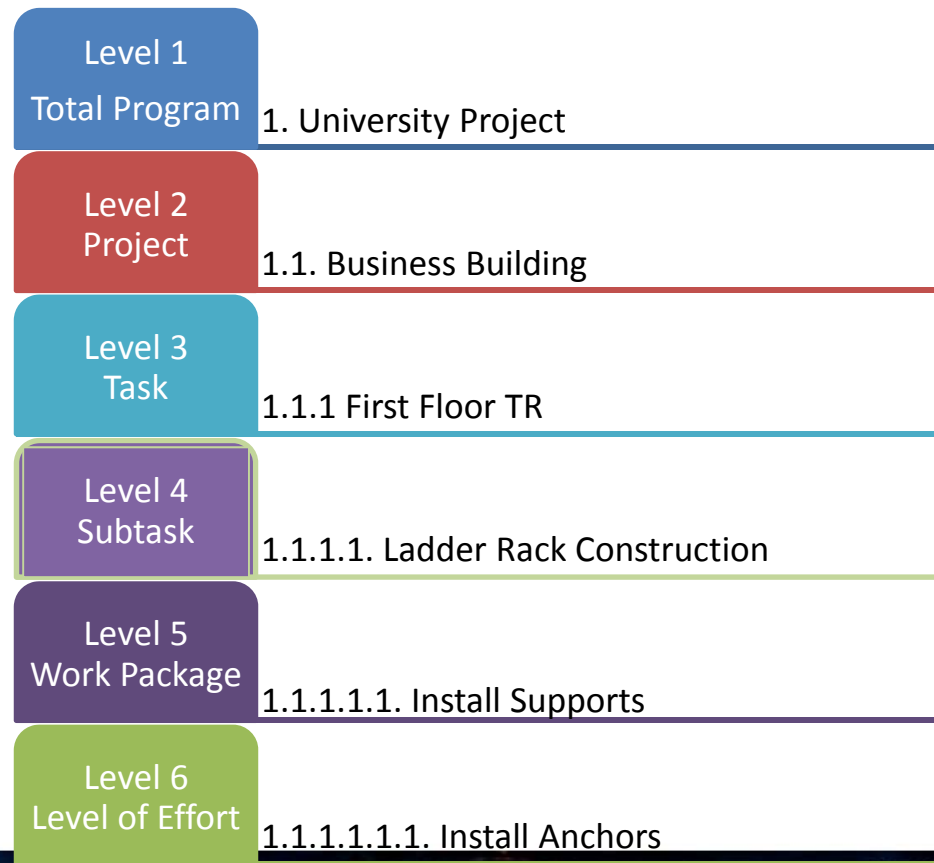 Level 1
Total Program
1. University Project
Level 2
Project
1.1. Business Building
Level 3
Task
1.1.1 First Floor TR
Level 4
Subtask
1.1.1.1. Ladder Rack Construction
Level 5
Work Package
1.1.1.1.1. Install Supports
Level 6
Level of Effort
1.1.1.1.1.1. Install Anchors